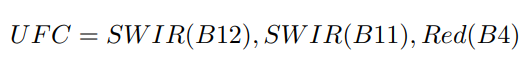 UFC = SWIR(B12), SWIR(B11), Red(B4)